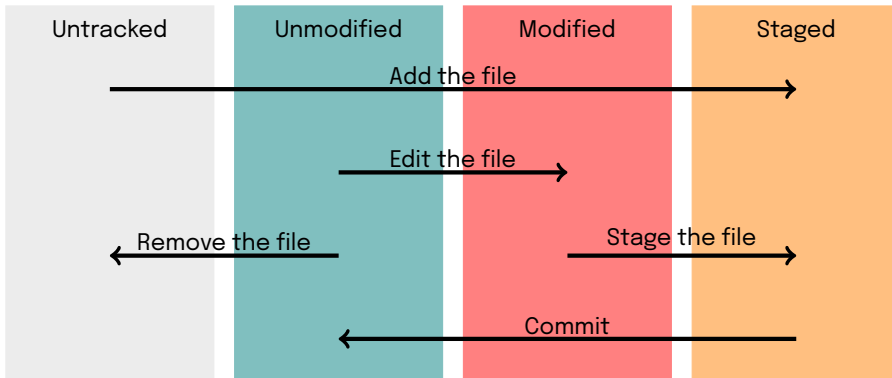 Untracked
Unmodified
Modified
Staged
Add the file
Edit the file
Remove the file
Stage the file
Commit